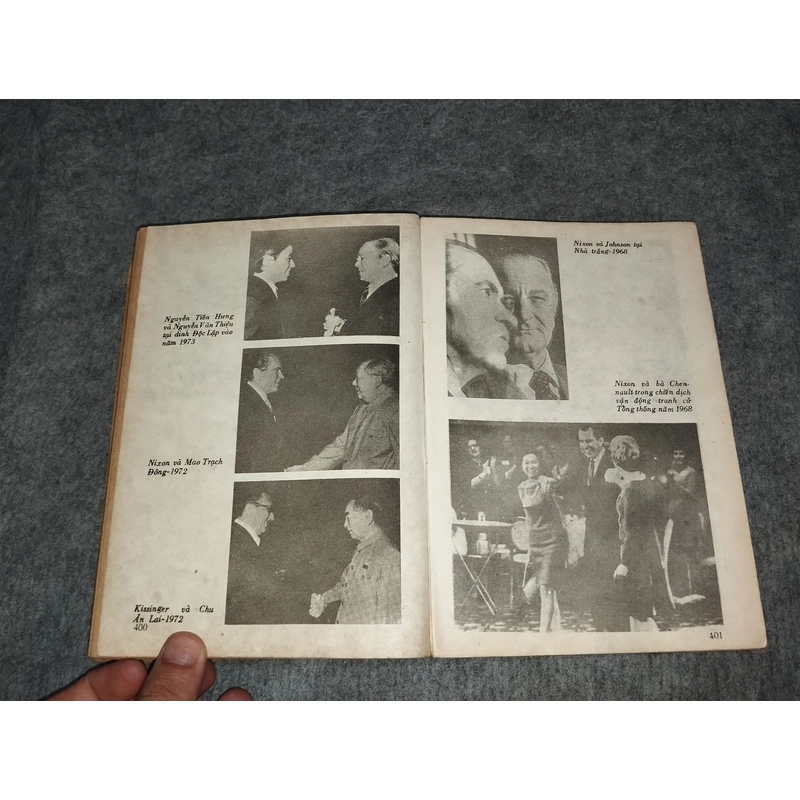 Nguyễn Tiến Hưng
và Nguyễn Văn Thiệu
tại dinh Độc Lập vào
năm 1973
Nixon và Mao Trạch
Đông-1972
Kissinger và Chu
Ân Lai-1972
400
Nixon và Johnson tại
Nhà trắng-1968
Nixon và bà Chen-
nault trong chiến dịch
vận động tranh cử
Tổng thống năm 1968
401